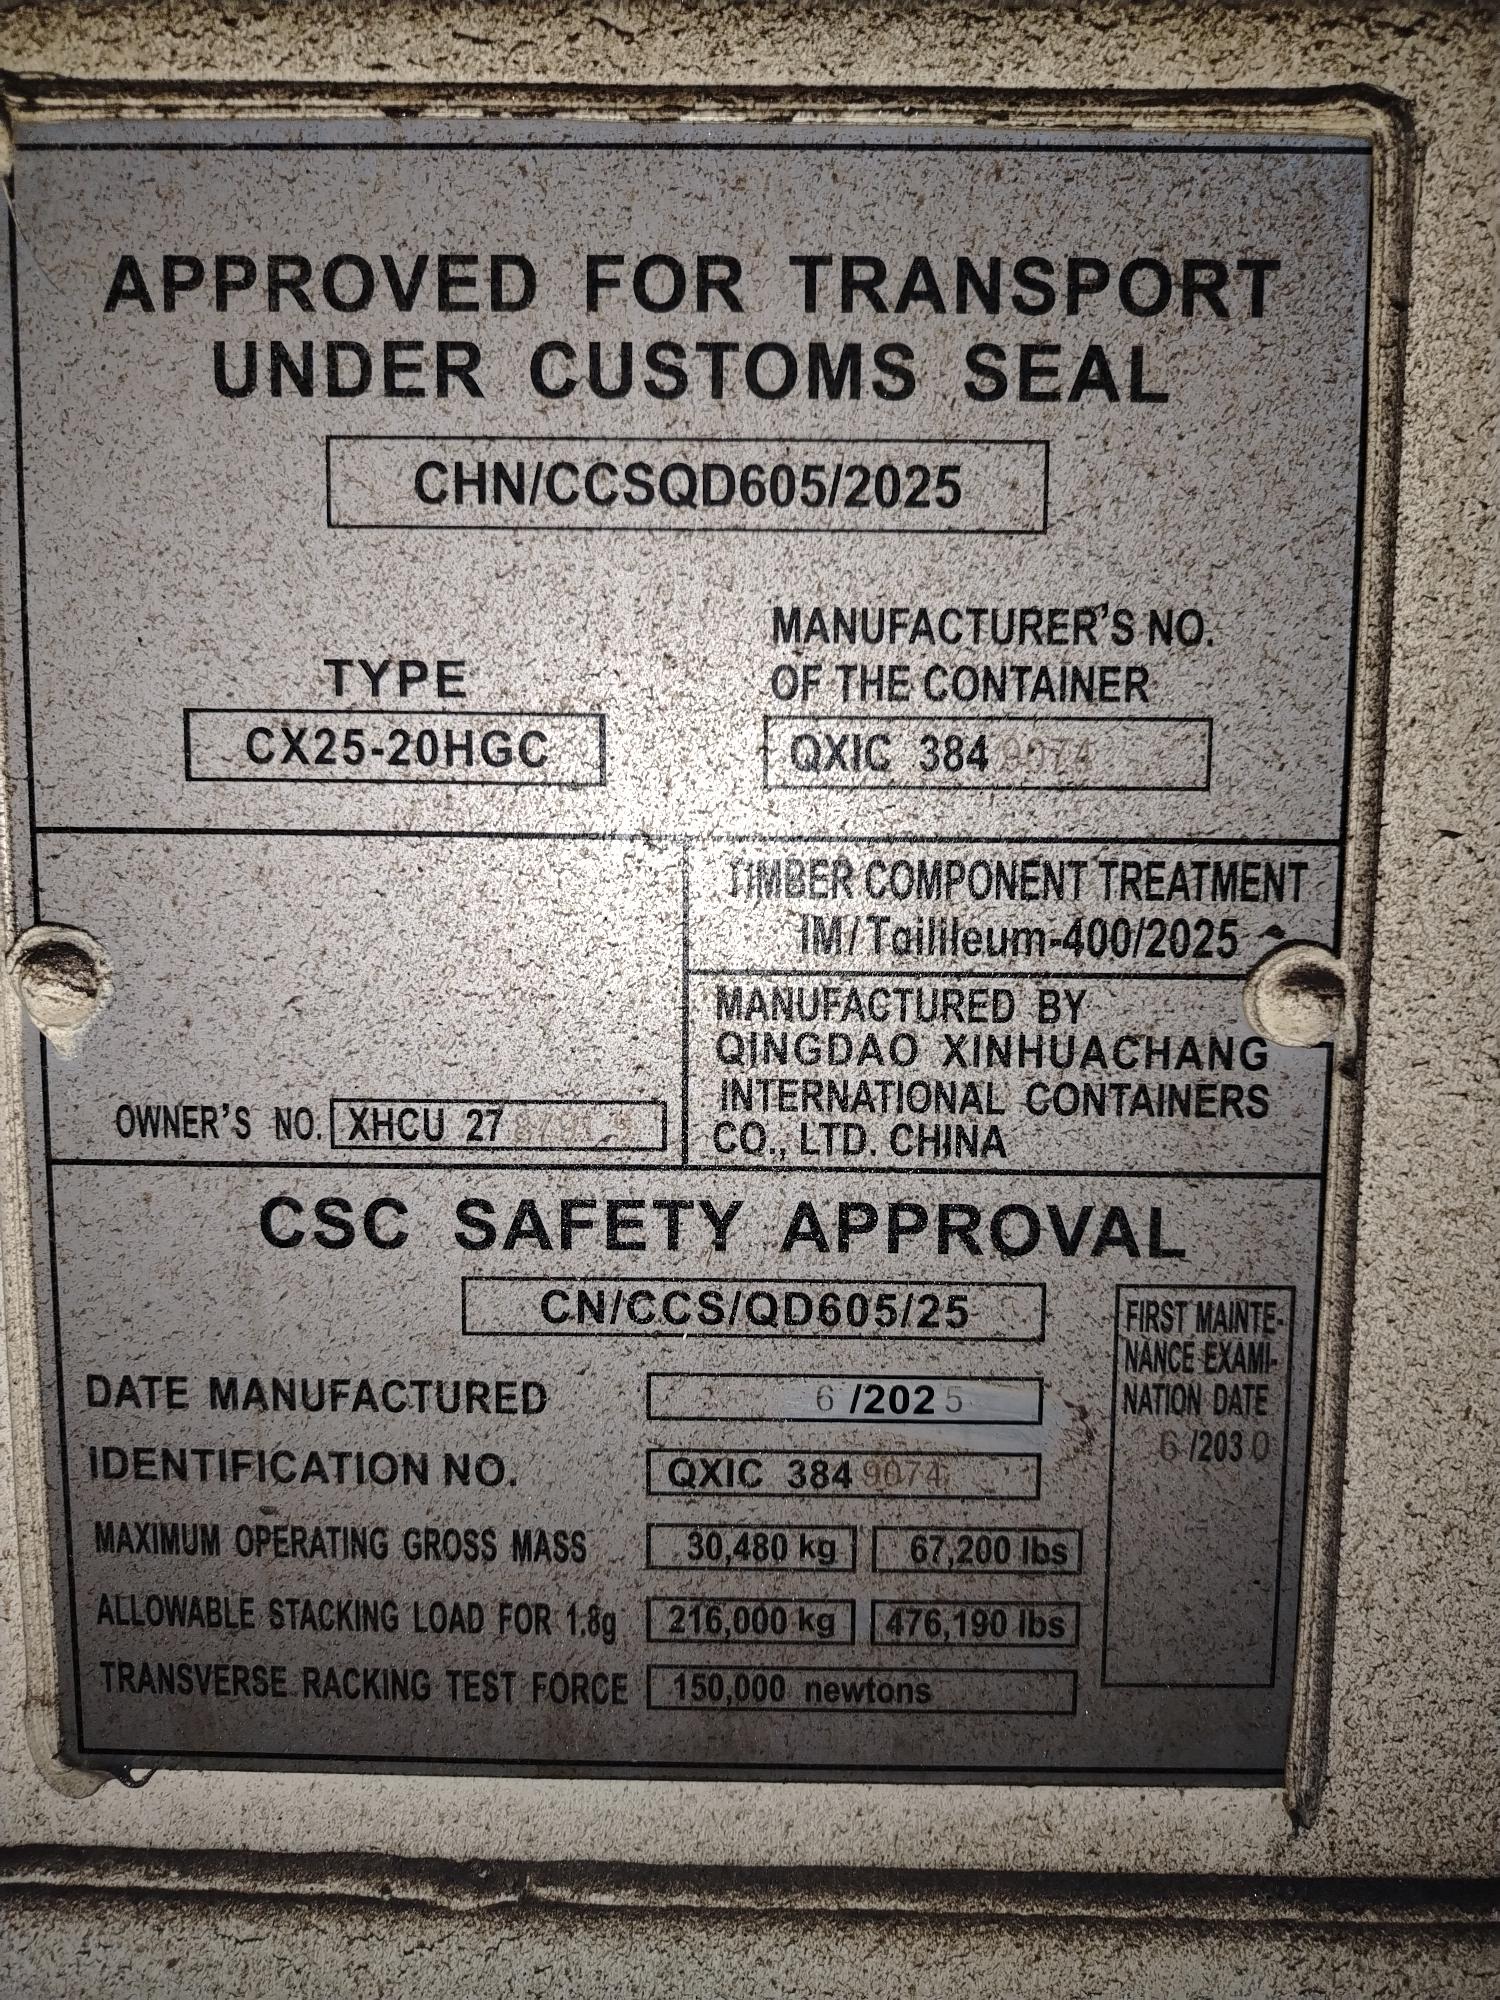 APPROVED FOR TRANSPORT
UNDER CUSTOMS SEAL
CHN/CCSQD605/2025
TYPE
CX25-20HGC
MANUFACTURER'S NO.
OF THE CONTAINER
QXIC 384 9074
TIMBER COMPONENT TREATMENT
IM/Tailileum-400/2025
MANUFACTURED BY
QINGDAO XINHUACHANG
INTERNATIONAL CONTAINERS
CO., LTD. CHINA
OWNER'S NO. XHCU 27
CSC SAFETY APPROVAL
CN/CCS/QD605/25
DATE MANUFACTURED 6/2025
IDENTIFICATION NO. QXIC 384 9074
MAXIMUM OPERATING GROSS MASS 30,480 kg 67,200 lbs
ALLOWABLE STACKING LOAD FOR 1.8g 216,000 kg 476,190 lbs
TRANSVERSE RACKING TEST FORCE 150,000 newtons
FIRST MAINTE-
NANCE EXAMI-
NATION DATE
6/2030